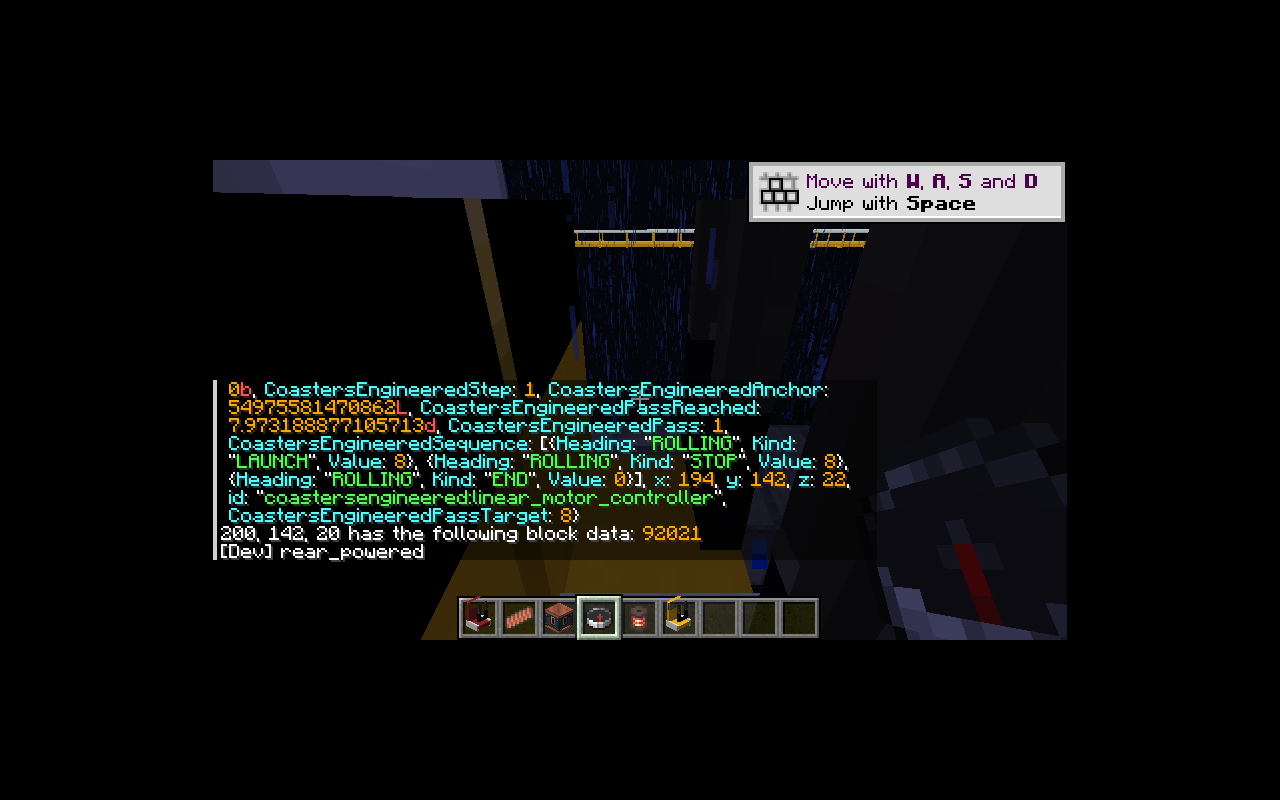 Move with W, A, S and D
Jump with Space
0b, CoastersEngineeredStep: 1, CoastersEngineeredAnchor:
54975581470862L, CoastersEngineeredPassReached:
7.973188877105713d, CoastersEngineeredPass: 1,
CoastersEngineeredSequence: [{Heading: "ROLLING", Kind:
"LAUNCH", Value: 8}, {Heading: "ROLLING", Kind: "STOP", Value: 8},
{Heading: "ROLLING", Kind: "END", Value: 0}], x: 194, y: 142, z: 22,
id: "coastersengineered:linear_motor_controller",
CoastersEngineeredPassTarget: 8}
200, 142, 20 has the following block data: 92021
[Dev] rear_powered